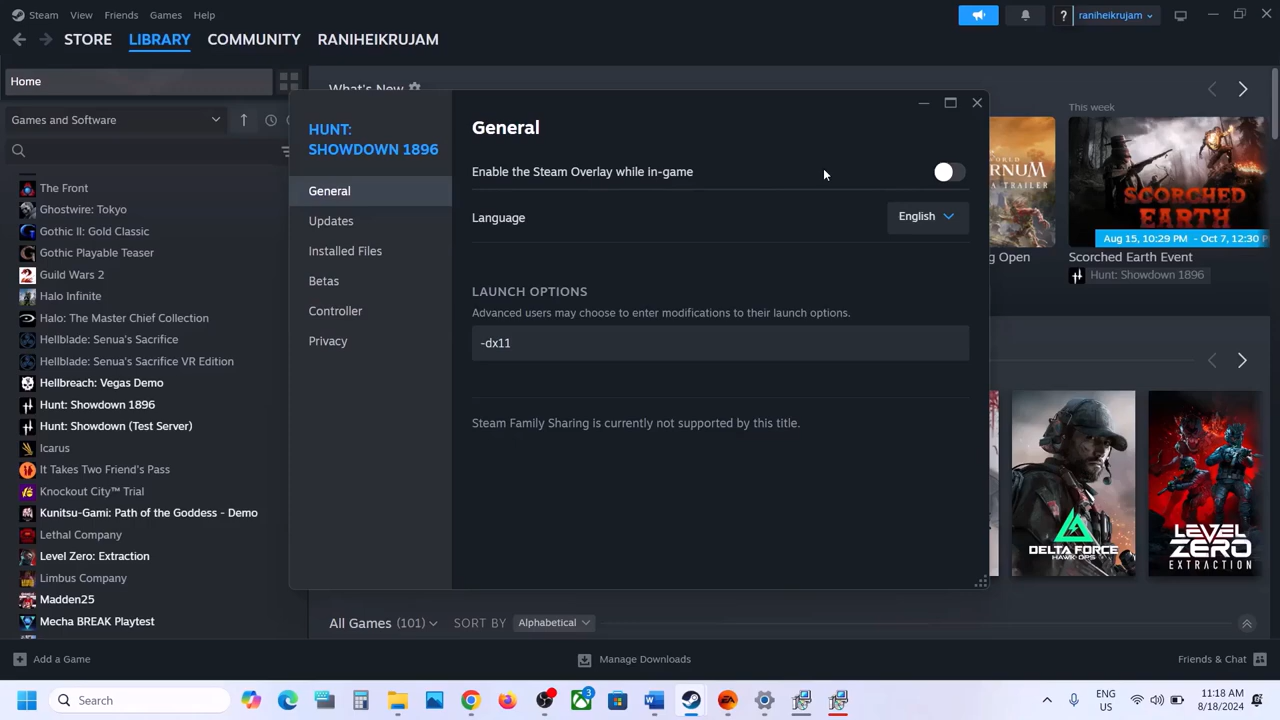 Steam View Friends Games Help
raniheikrujam
STORE LIBRARY COMMUNITY RANIHEIKRUJAM
Home
What's New
Games and Software
The Front
Ghostwire: Tokyo
Gothic II: Gold Classic
Gothic Playable Teaser
Guild Wars 2
Halo Infinite
Halo: The Master Chief Collection
Hellblade: Senua's Sacrifice
Hellblade: Senua's Sacrifice VR Edition
Hellbreach: Vegas Demo
Hunt: Showdown 1896
Hunt: Showdown (Test Server)
Icarus
It Takes Two Friend's Pass
Knockout City™ Trial
Kunitsu-Gami: Path of the Goddess - Demo
Lethal Company
Level Zero: Extraction
Limbus Company
Madden25
Mecha BREAK Playtest
HUNT:
SHOWDOWN 1896
General
Updates
Installed Files
Betas
Controller
Privacy
General
Enable the Steam Overlay while in-game
Language
English
LAUNCH OPTIONS
Advanced users may choose to enter modifications to their launch options.
-dx11
Steam Family Sharing is currently not supported by this title.
This week
SCORCHED
EARTH
Aug 15, 10:29 PM - Oct 7, 12:30 P
Scorched Earth Event
Hunt: Showdown 1896
g Open
DELTA FORCE
HAWK OPS
LEVEL
ZERO
EXTRACTION
All Games (101) SORT BY Alphabetical
Add a Game
Manage Downloads
Friends & Chat
Search
3
ENG
US
11:18 AM
8/18/2024